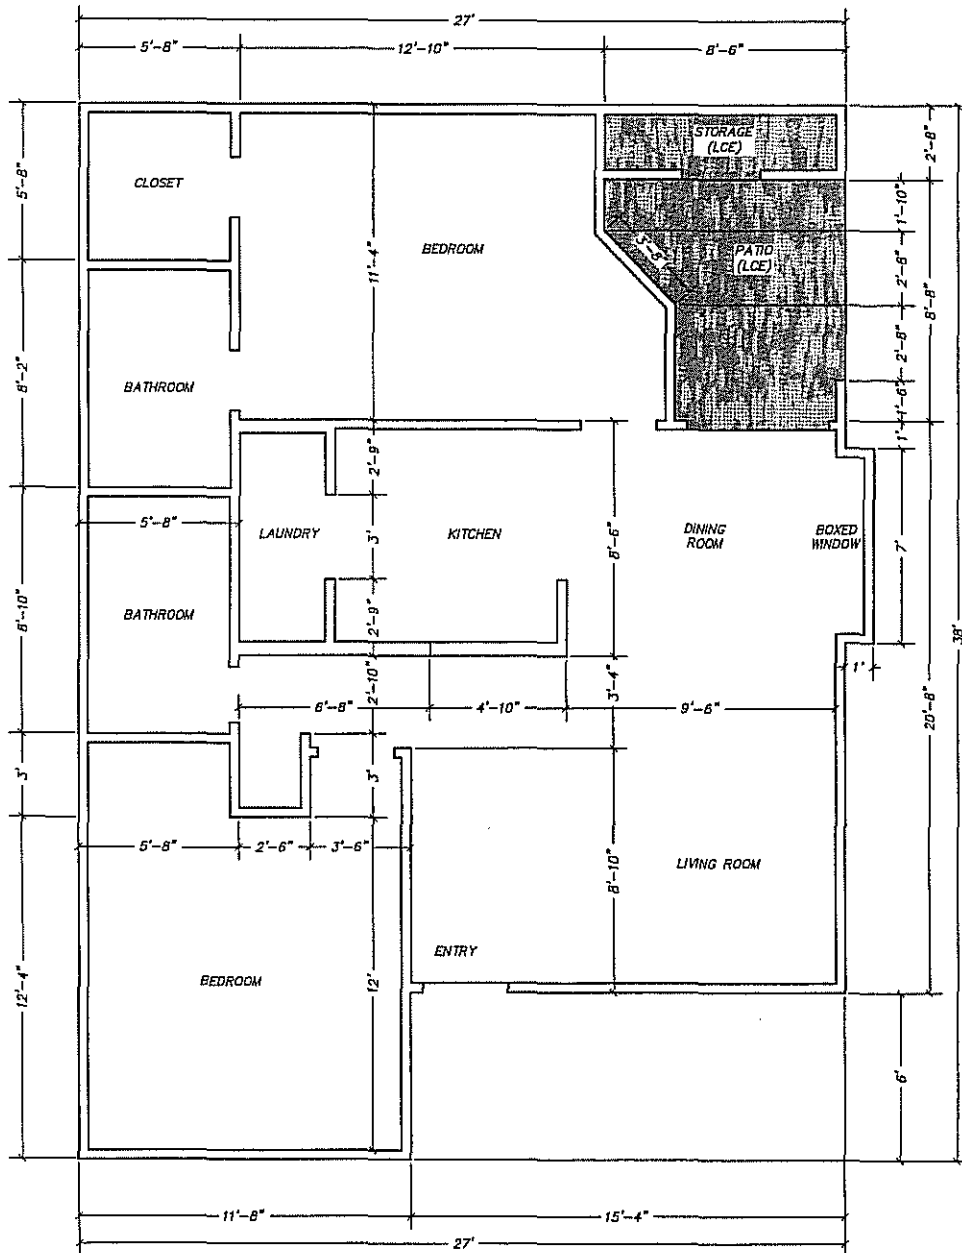 27'
5'-8"
12'-10"
8'-6"
STORAGE
(LCE)
2'-8"
5'-8"
CLOSET
1'-10"
BEDROOM
3'-8"
PATIO
(LCE)
11'-4"
2'-8"
8'-8"
2'-8"
8'-2"
BATHROOM
1'-6"
1'
2'-9"
5'-8"
LAUNDRY
3'
KITCHEN
8'-6"
DINING
ROOM
BOXED
WINDOW
7'
8'-10"
BATHROOM
2'-9"
38'
1'
2'-10"
3'-4"
6'-8"
4'-10"
9'-6"
20'-8"
3'
3'
5'-8"
2'-6"
3'-6"
8'-10"
LIVING ROOM
ENTRY
BEDROOM
12'
12'-4"
6'
11'-8"
15'-4"
27'